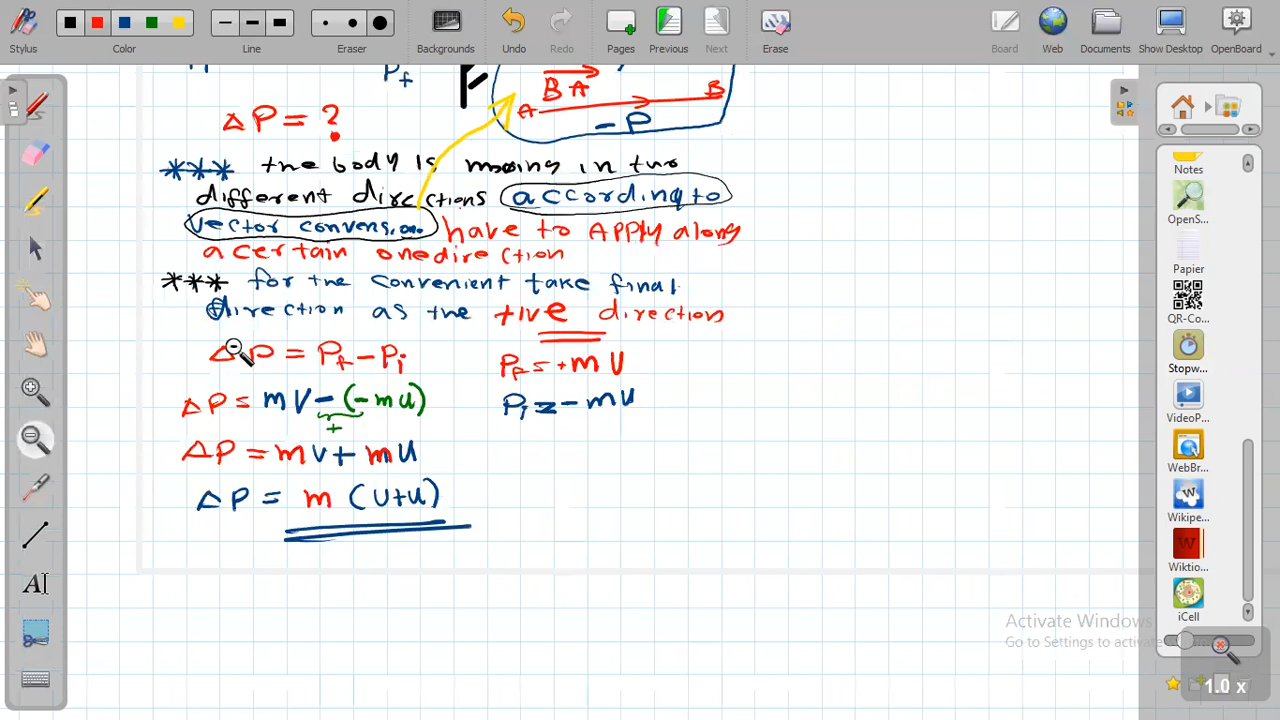 Stylus
Color
Line
Eraser
Backgrounds
Undo
Redo
Pages
Previous
Next
Erase
Board
Web
Documents
Show Desktop
OpenBoard
Pf
B A
A B
- P
ΔP = ?
*** the body is moving in two
different directions according to
vector convension. have to APPly along
a certain onedirection
*** for the convenient take final
direction as the +ive direction
ΔP = Pf - Pi Pf = +mV
ΔP = mV - (-mu) Pi = -mu
+
ΔP = mv + mu
ΔP = m (v+u)
Notes
OpenS...
Papier
QR-Co...
Stopw...
VideoP...
WebBr...
Wikipe...
Wiktio...
iCell
Activate Windows
Go to Settings to activate
1.0 x